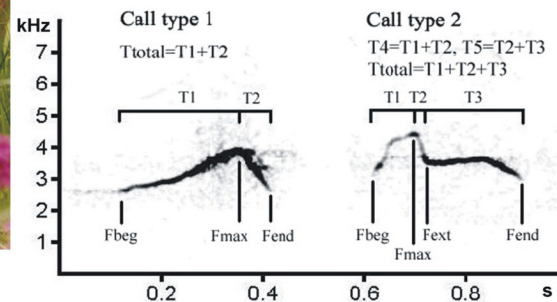 kHz
Call type 1
Ttotal=T1+T2
Call type 2
T4=T1+T2, T5=T2+T3
Ttotal=T1+T2+T3
7
6
5
4
3
2
1
T1 T2
T1 T2 T3
Fbeg Fmax Fend
Fbeg Fmax Fext Fend
0.2 0.4 0.6 0.8 s